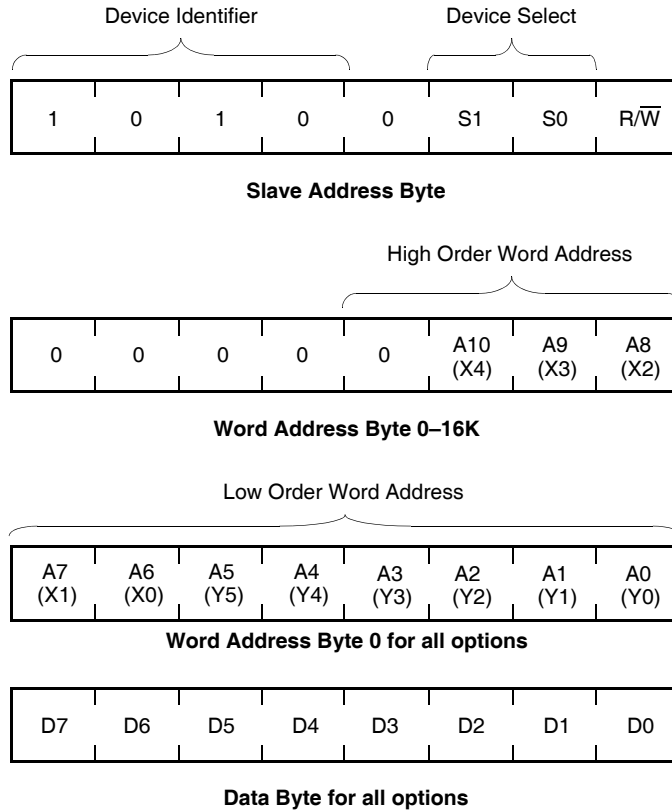 Device Identifier Device Select
1 0 1 0 0 S1 S0 R/W̅
Slave Address Byte
High Order Word Address
0 0 0 0 0 A10 A9 A8
(X4) (X3) (X2)
Word Address Byte 0–16K
Low Order Word Address
A7 A6 A5 A4 A3 A2 A1 A0
(X1) (X0) (Y5) (Y4) (Y3) (Y2) (Y1) (Y0)
Word Address Byte 0 for all options
D7 D6 D5 D4 D3 D2 D1 D0
Data Byte for all options